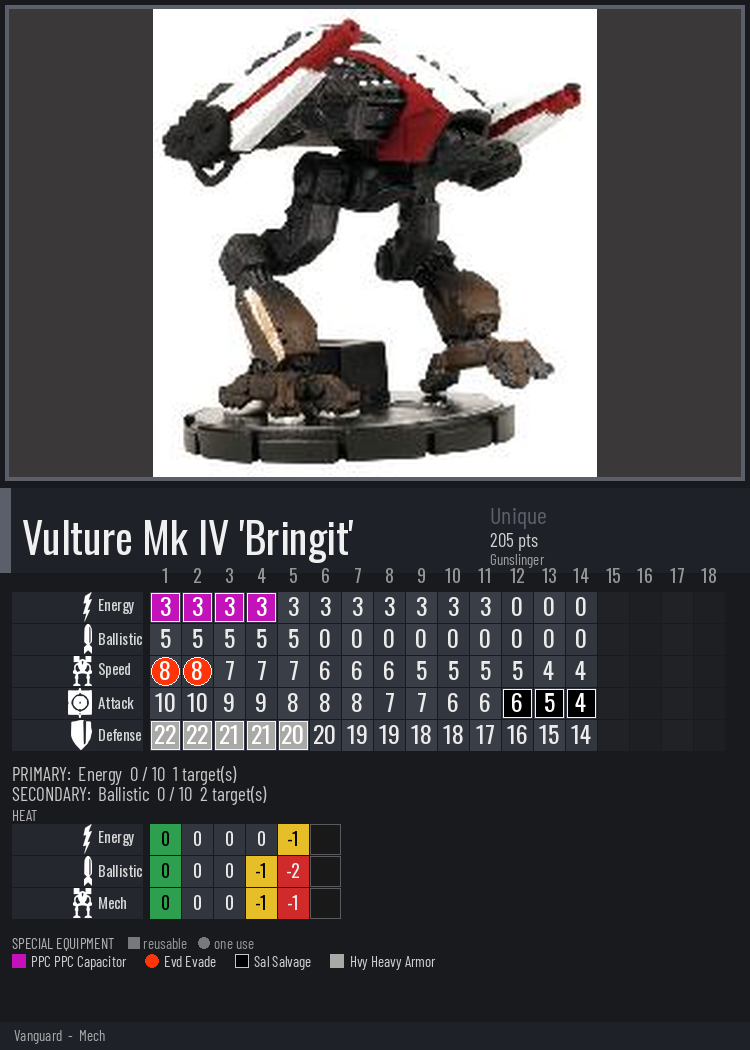 Vulture Mk IV 'Bringit'
Unique
205 pts
Gunslinger
1 2 3 4 5 6 7 8 9 10 11 12 13 14 15 16 17 18
Energy 3 3 3 3 3 3 3 3 3 3 3 0 0 0
Ballistic 5 5 5 5 5 0 0 0 0 0 0 0 0 0
Speed 8 8 7 7 7 6 6 6 5 5 5 5 4 4
Attack 10 10 9 9 8 8 8 7 7 6 6 6 5 4
Defense 22 22 21 21 20 20 19 19 18 18 17 16 15 14
PRIMARY: Energy 0 / 10 1 target(s)
SECONDARY: Ballistic 0 / 10 2 target(s)
HEAT
Energy 0 0 0 0 -1
Ballistic 0 0 0 -1 -2
Mech 0 0 0 -1 -1
SPECIAL EQUIPMENT reusable one use
PPC PPC Capacitor Evd Evade Sal Salvage Hvy Heavy Armor
Vanguard - Mech